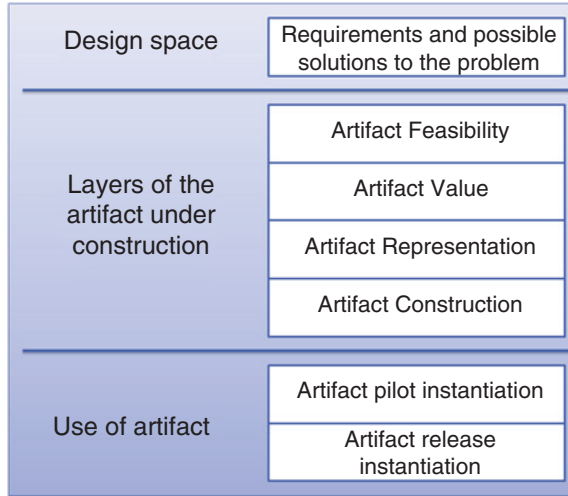 Design space
Requirements and possible
solutions to the problem
Layers of the
artifact under
construction
Artifact Feasibility
Artifact Value
Artifact Representation
Artifact Construction
Use of artifact
Artifact pilot instantiation
Artifact release
instantiation